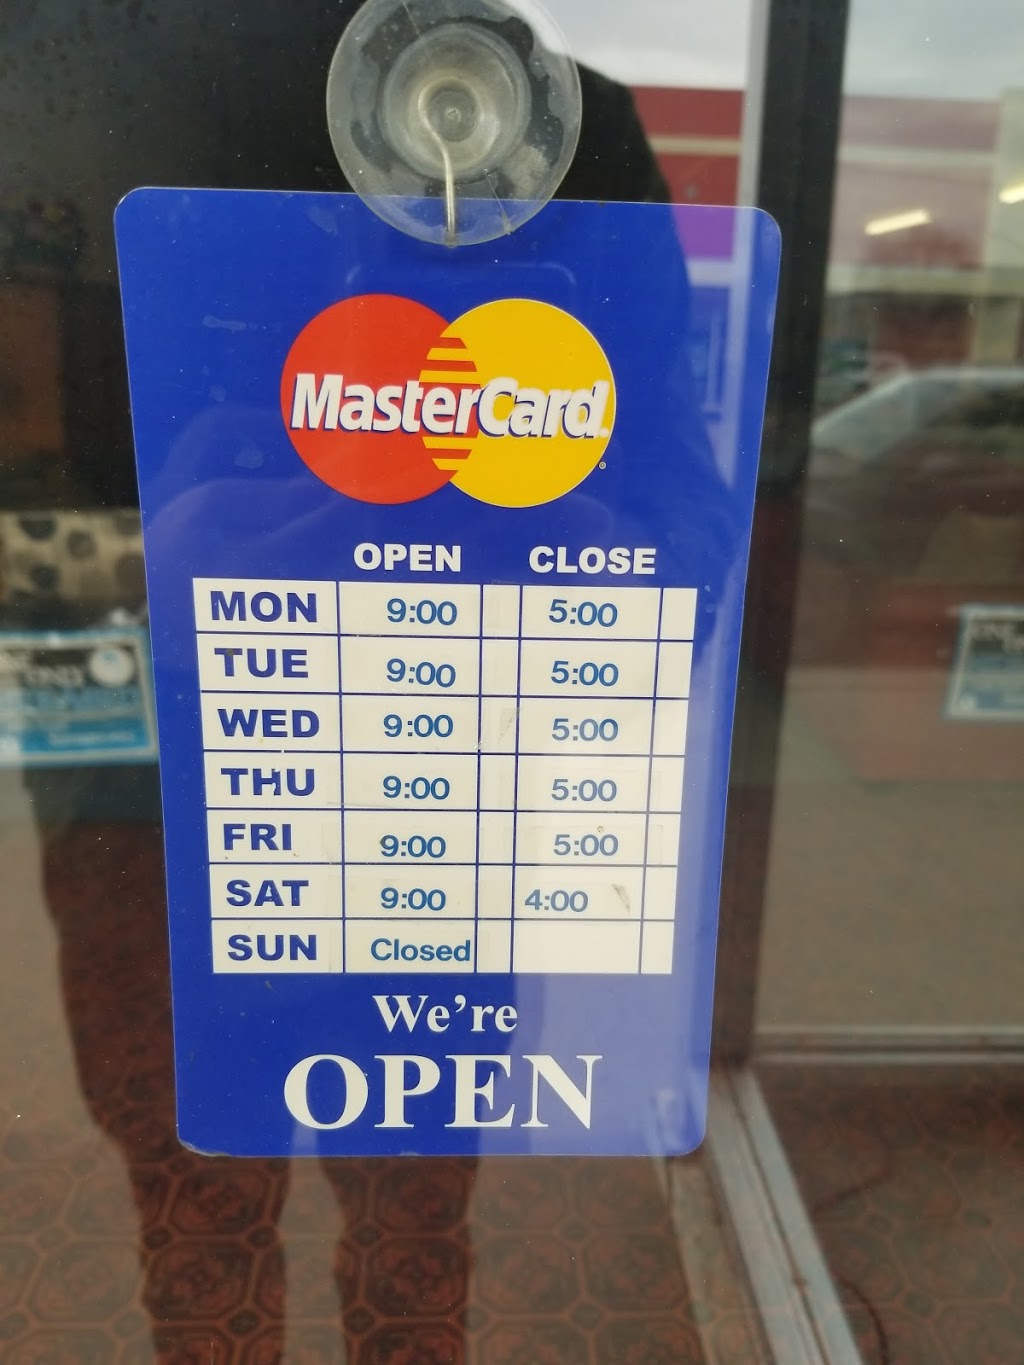 MasterCard.
OPEN CLOSE
MON 9:00 5:00
TUE 9:00 5:00
WED 9:00 5:00
THU 9:00 5:00
FRI 9:00 5:00
SAT 9:00 4:00
SUN Closed
We're
OPEN